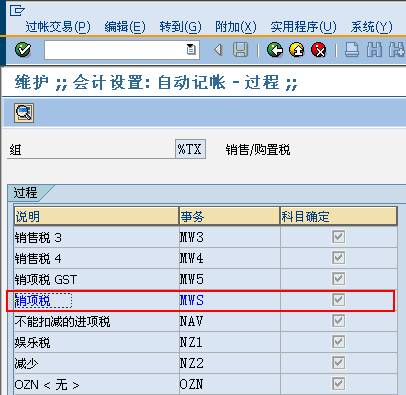 过帐交易(P) 编辑(E) 转到(G) 附加(X) 实用程序(U) 系统(Y)
维护 ;; 会计设置: 自动记帐 - 过程 ;;
组 %TX 销售/购置税
过程
说明 事务 科目确定
销售税 3 MW3
销售税 4 MW4
销项税 GST MW5
销项税 MWS
不能扣减的进项税 NAV
娱乐税 NZ1
减少 NZ2
OZN < 无 > OZN